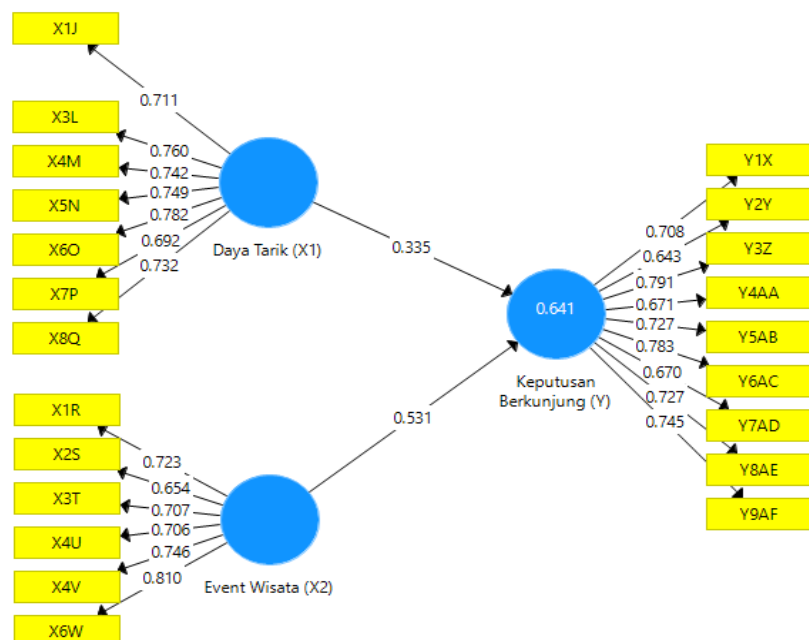 X1J
0.711
X3L
0.760
X4M
0.742
X5N
0.749
X6O
0.782
X7P
0.692
X8Q
0.732
Daya Tarik (X1)
0.335
X1R
0.723
X2S
0.654
X3T
0.707
X4U
0.706
X4V
0.746
X6W
0.810
Event Wisata (X2)
0.531
0.641
Keputusan
Berkunjung (Y)
Y1X
0.708
Y2Y
0.643
Y3Z
0.791
Y4AA
0.671
Y5AB
0.727
Y6AC
0.783
Y7AD
0.670
Y8AE
0.727
Y9AF
0.745